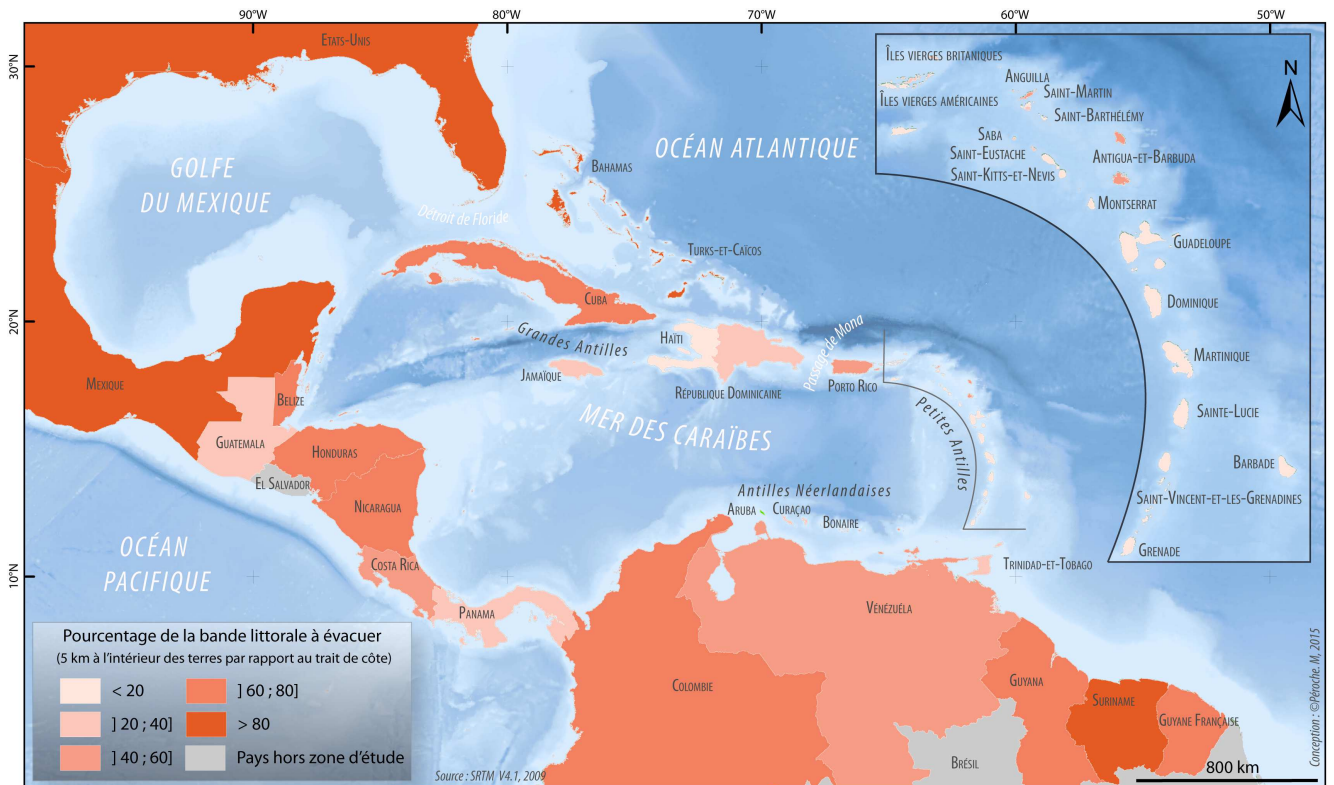 90°W
80°W
70°W
60°W
50°W
30°N
20°N
10°N
ETATS-UNIS
GOLFE
DU MEXIQUE
OCÉAN ATLANTIQUE
BAHAMAS
Détroit de Floride
TURKS-ET-CAÏCOS
CUBA
Grandes Antilles
HAÏTI
JAMAÏQUE
RÉPUBLIQUE DOMINICAINE
Passage de Mona
PORTO RICO
MEXIQUE
BELIZE
GUATEMALA
HONDURAS
EL SALVADOR
NICARAGUA
MER DES CARAÏBES
Petites Antilles
Antilles Néerlandaises
ARUBA
CURAÇAO
BONAIRE
OCÉAN
PACIFIQUE
COSTA RICA
PANAMA
TRINIDAD-ET-TOBAGO
VÉNÉZUÉLA
COLOMBIE
GUYANA
SURINAME
GUYANE FRANÇAISE
BRÉSIL
ÎLES VIERGES BRITANIQUES
ANGUILLA
SAINT-MARTIN
ÎLES VIERGES AMÉRICAINES
SAINT-BARTHÉLÉMY
SABA
SAINT-EUSTACHE
ANTIGUA-ET-BARBUDA
SAINT-KITTS-ET-NEVIS
MONTSERRAT
GUADELOUPE
DOMINIQUE
MARTINIQUE
SAINTE-LUCIE
BARBADE
SAINT-VINCENT-ET-LES-GRENADINES
GRENADE
N
Pourcentage de la bande littorale à évacuer
(5 km à l'intérieur des terres par rapport au trait de côte)
< 20
] 20 ; 40]
] 40 ; 60]
] 60 ; 80]
> 80
Pays hors zone d'étude
Source : SRTM V4.1, 2009
800 km
Conception : ©Péroche. M, 2015